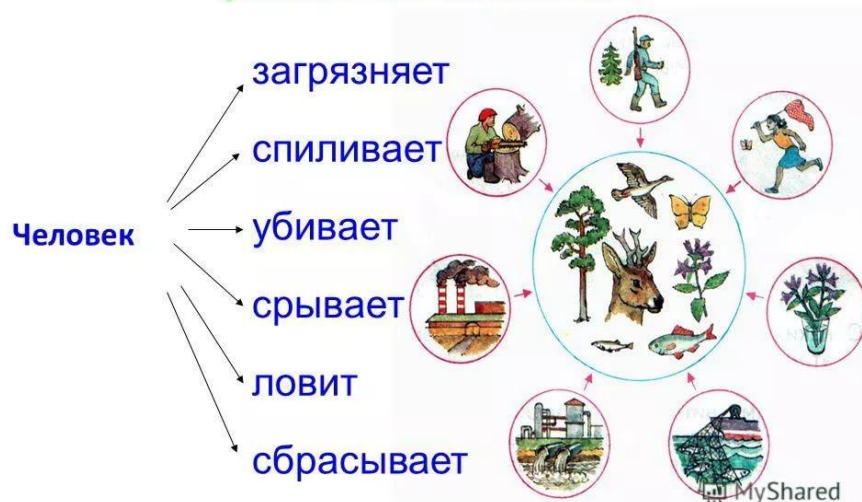 загрязняет
спиливает
Человек
убивает
срывает
ловит
сбрасывает
MyShared